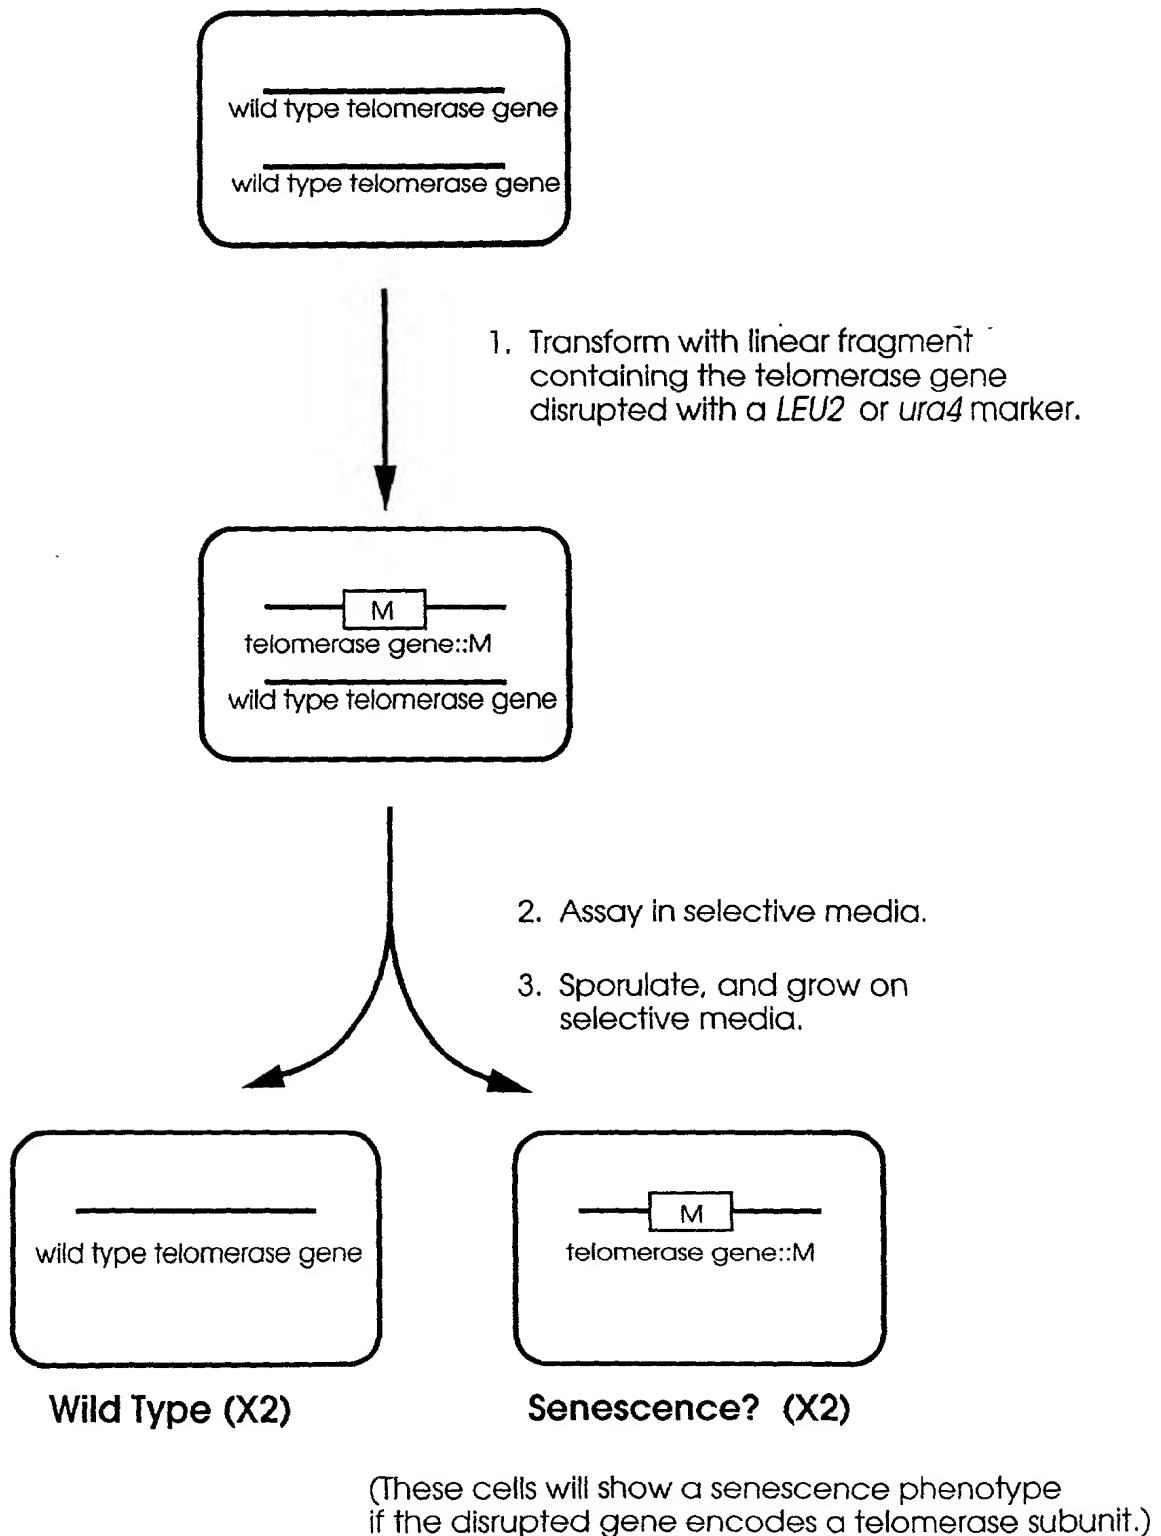 wild type telomerase gene
wild type telomerase gene
1. Transform with linear fragment
containing the telomerase gene
disrupted with a LEU2 or ura4 marker.
M
telomerase gene::M
wild type telomerase gene
2. Assay in selective media.
3. Sporulate, and grow on
selective media.
wild type telomerase gene
M
telomerase gene::M
Wild Type (X2)
Senescence? (X2)
(These cells will show a senescence phenotype
if the disrupted gene encodes a telomerase subunit.)